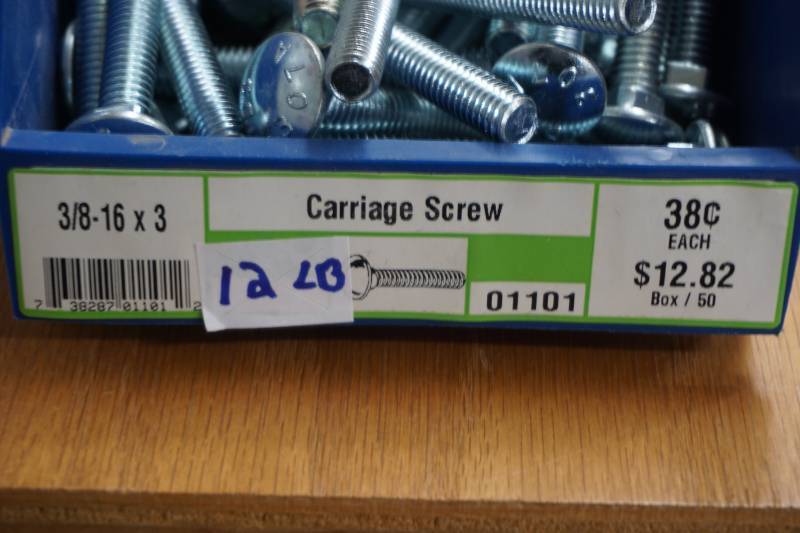 3/8-16 x 3
Carriage Screw
38¢
EACH
$12.82
Box / 50
7 38287 01101 2
12 LB
01101